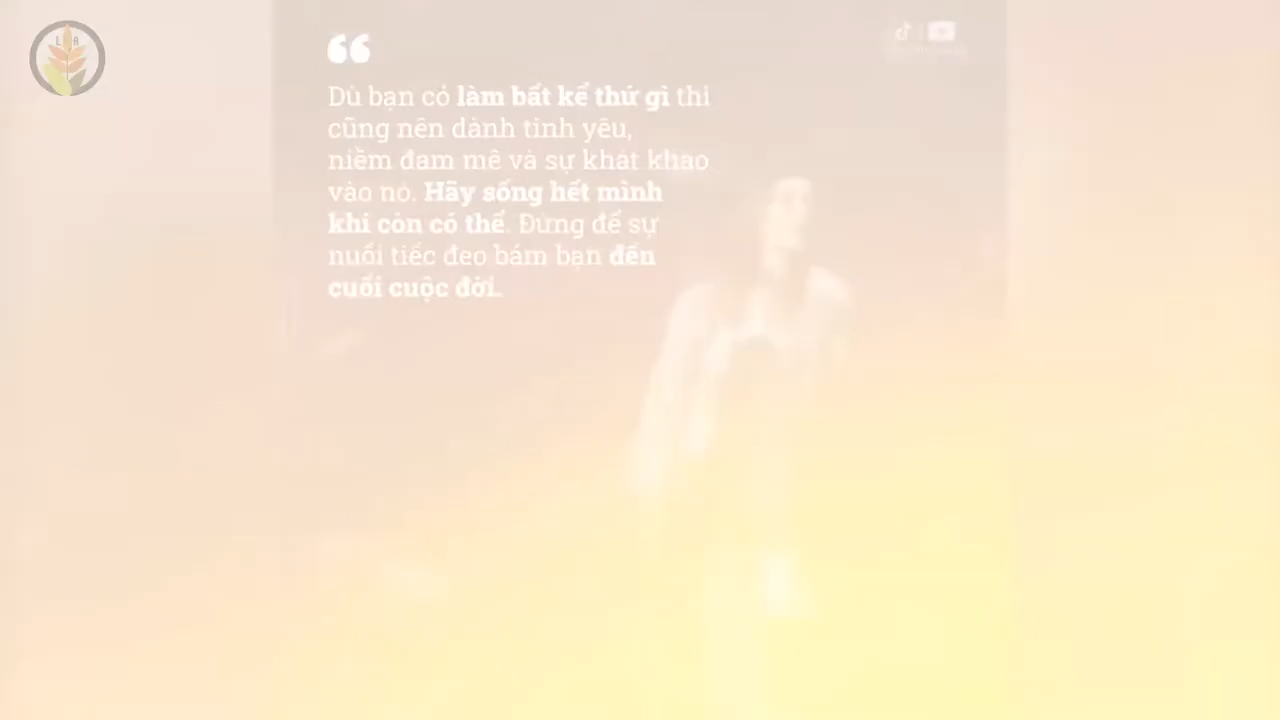 L A
Dù bạn có làm bất kể thứ gì thì
cũng nên dành tình yêu,
niềm đam mê và sự khát khao
vào nó. Hãy sống hết mình
khi còn có thể. Đừng để sự
nuối tiếc đeo bám bạn đến
cuối cuộc đời.